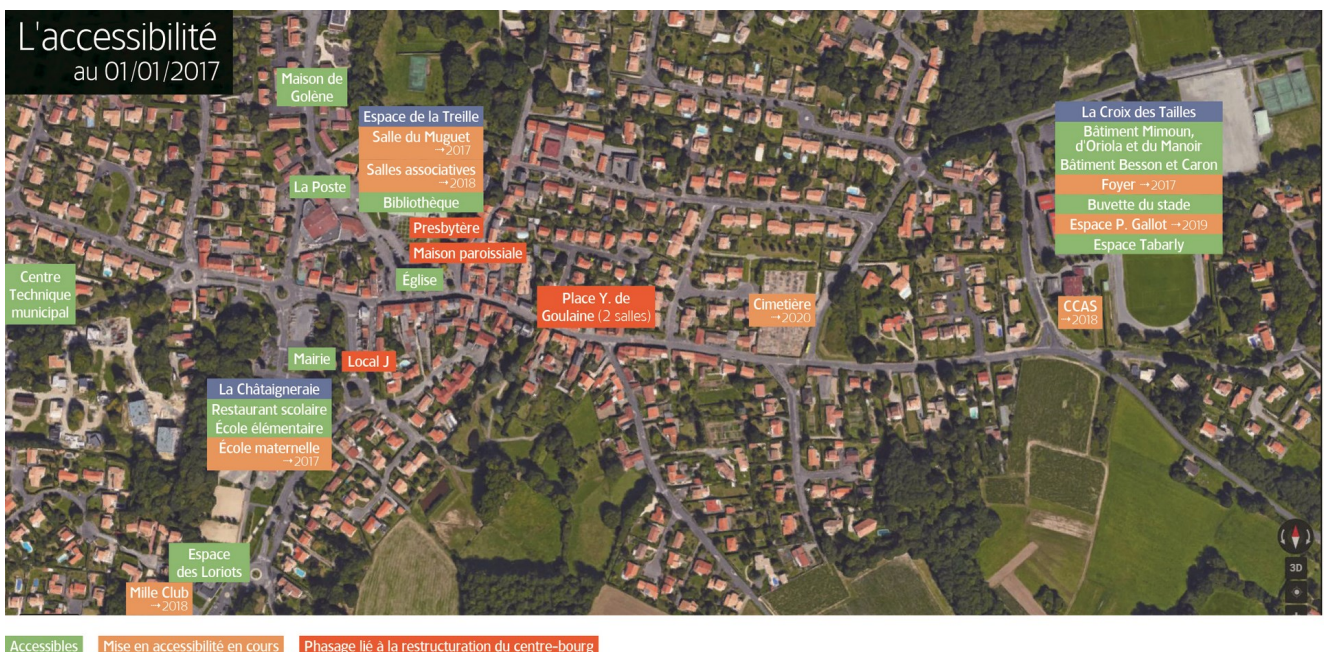 L'accessibilité
au 01/01/2017
Maison de
Golène
Espace de la Treille
Salle du Muguet
→2017
Salles associatives
→2018
Bibliothèque
La Poste
Presbytère
Maison paroissiale
Église
Centre
Technique
municipal
Place Y. de
Goulaine (2 salles)
Cimetière
→2020
La Croix des Tailles
Bâtiment Mimoun,
d'Oriola et du Manoir
Bâtiment Besson et Caron
Foyer →2017
Buvette du stade
Espace P. Gallot →2019
Espace Tabarly
CCAS
→2018
Mairie
Local J
La Châtaigneraie
Restaurant scolaire
École élémentaire
École maternelle
→2017
Espace
des Loriots
Mille Club
→2018
3D
Accessibles
Mise en accessibilité en cours
Phasage lié à la restructuration du centre-bourg